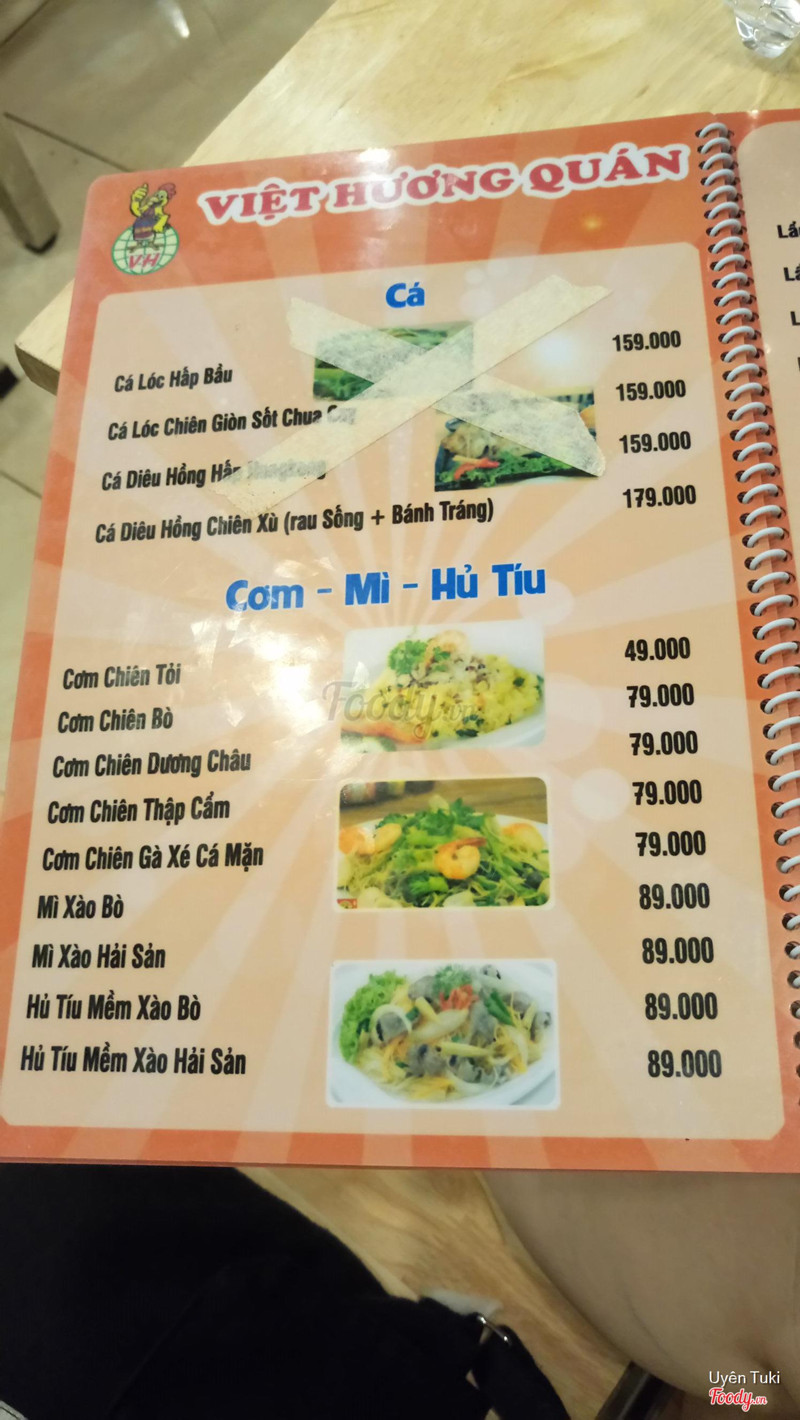 VIỆT HƯƠNG QUÁN
V-H
Cá
Cá Lóc Hấp Bầu 159.000
Cá Lóc Chiên Giòn Sốt Chua 159.000
Cá Diêu Hồng Hấp 159.000
Cá Diêu Hồng Chiên Xù (rau Sống + Bánh Tráng) 179.000
Cơm - Mì - Hủ Tíu
Cơm Chiên Tỏi 49.000
Cơm Chiên Bò 79.000
Cơm Chiên Dương Châu 79.000
Cơm Chiên Thập Cẩm 79.000
Cơm Chiên Gà Xé Cá Mặn 79.000
Mì Xào Bò 89.000
Mì Xào Hải Sản 89.000
Hủ Tíu Mềm Xào Bò 89.000
Hủ Tíu Mềm Xào Hải Sản 89.000
Foody.vn
Uyên Tuki
Foody.vn